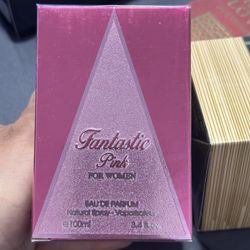 Fantastic
Pink
FOR WOMEN
EAU DE PARFUM
Natural Spray - Vaporisateur
℮100ml 3.4 fl.oz